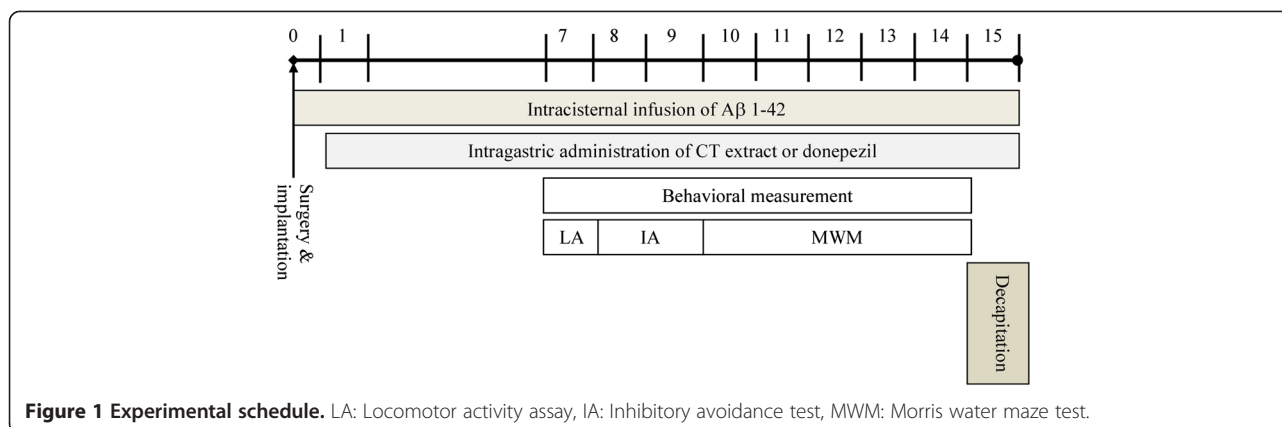 0 1 7 8 9 10 11 12 13 14 15
Intracisternal infusion of Aβ 1-42
Intragastric administration of CT extract or donepezil
Surgery &
implantation
Behavioral measurement
LA IA MWM
Decapitation
Figure 1 Experimental schedule. LA: Locomotor activity assay, IA: Inhibitory avoidance test, MWM: Morris water maze test.